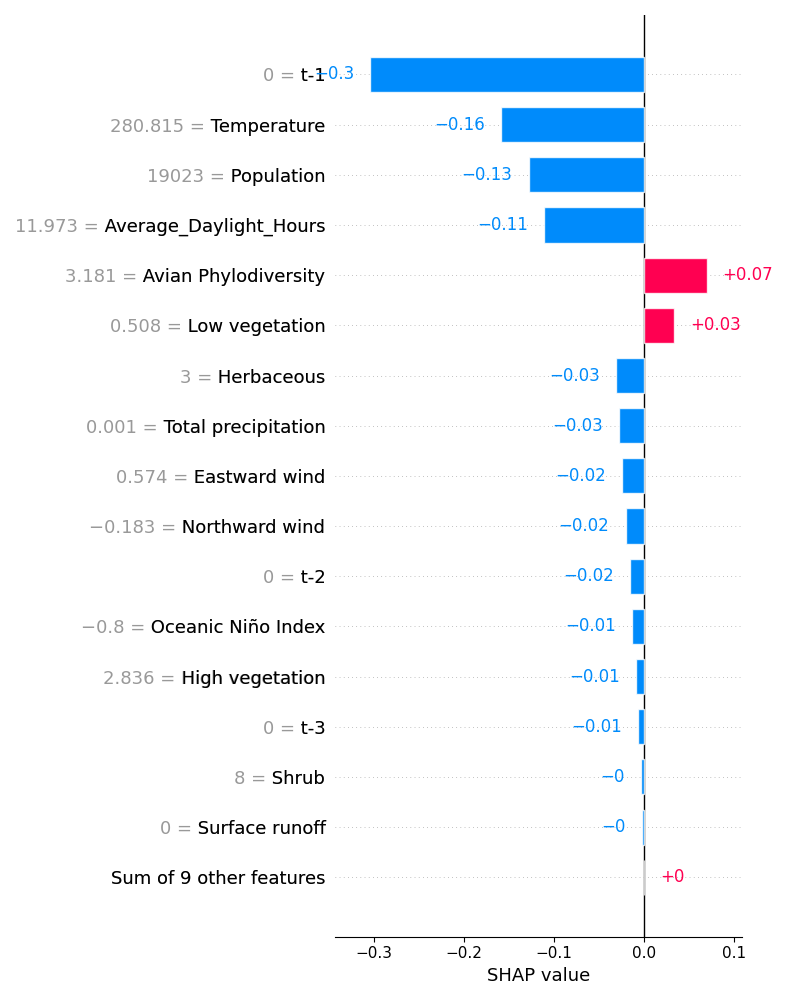 0 = t-1 −0.3
280.815 = Temperature −0.16
19023 = Population −0.13
11.973 = Average_Daylight_Hours −0.11
3.181 = Avian Phylodiversity +0.07
0.508 = Low vegetation +0.03
3 = Herbaceous −0.03
0.001 = Total precipitation −0.03
0.574 = Eastward wind −0.02
−0.183 = Northward wind −0.02
0 = t-2 −0.02
−0.8 = Oceanic Niño Index −0.01
2.836 = High vegetation −0.01
0 = t-3 −0.01
8 = Shrub −0
0 = Surface runoff −0
Sum of 9 other features +0
−0.3 −0.2 −0.1 0.0 0.1
SHAP value